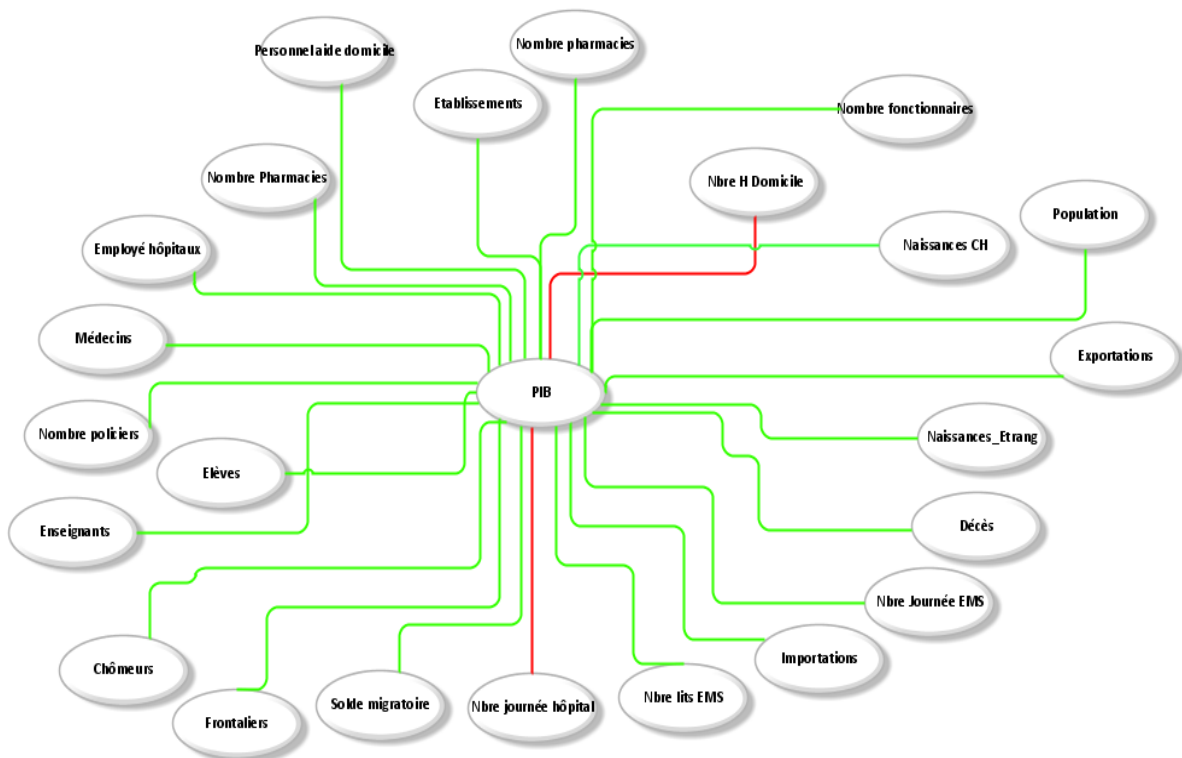 Nombre pharmacies
Personnel aide domicile
Etablissements
Nombre fonctionnaires
Nombre Pharmacies
Nbre H Domicile
Population
Employé hôpitaux
Naissances CH
Médecins
Exportations
PIB
Nombre policiers
Naissances_Etrang
Elèves
Enseignants
Décès
Nbre Journée EMS
Chômeurs
Importations
Nbre lits EMS
Solde migratoire
Nbre journée hôpital
Frontaliers